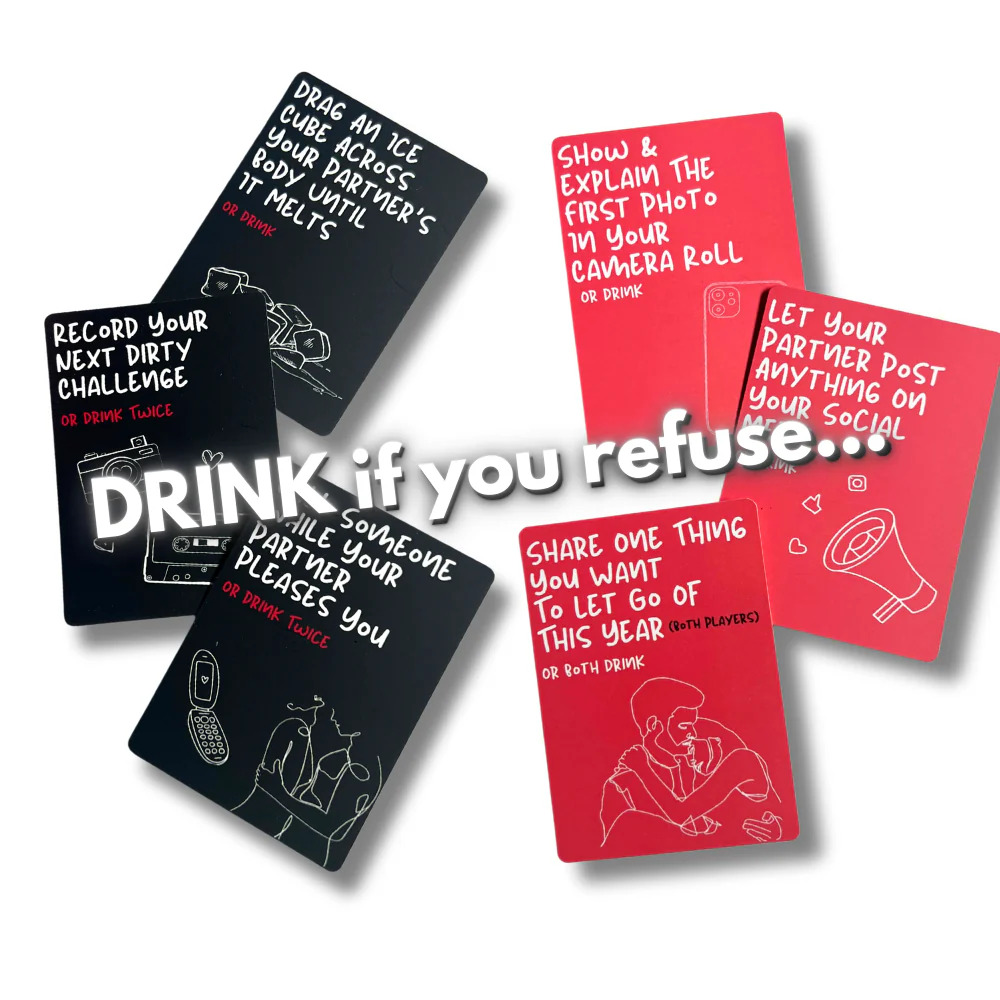 DRAG AN ICE
CUBE ACROSS
YOUR PARTNER'S
BODY UNTIL
IT MELTS
OR DRINK
RECORD YOUR
NEXT DIRTY
CHALLENGE
OR DRINK TWICE
SOMEONE
WHILE YOUR
PARTNER
PLEASES YOU
OR DRINK TWICE
SHOW &
EXPLAIN THE
FIRST PHOTO
IN YOUR
CAMERA ROLL
OR DRINK
LET YOUR
PARTNER POST
ANYTHING ON
YOUR SOCIAL
DRINK if you refuse...
SHARE ONE THING
YOU WANT
TO LET GO OF
THIS YEAR (BOTH PLAYERS)
OR BOTH DRINK